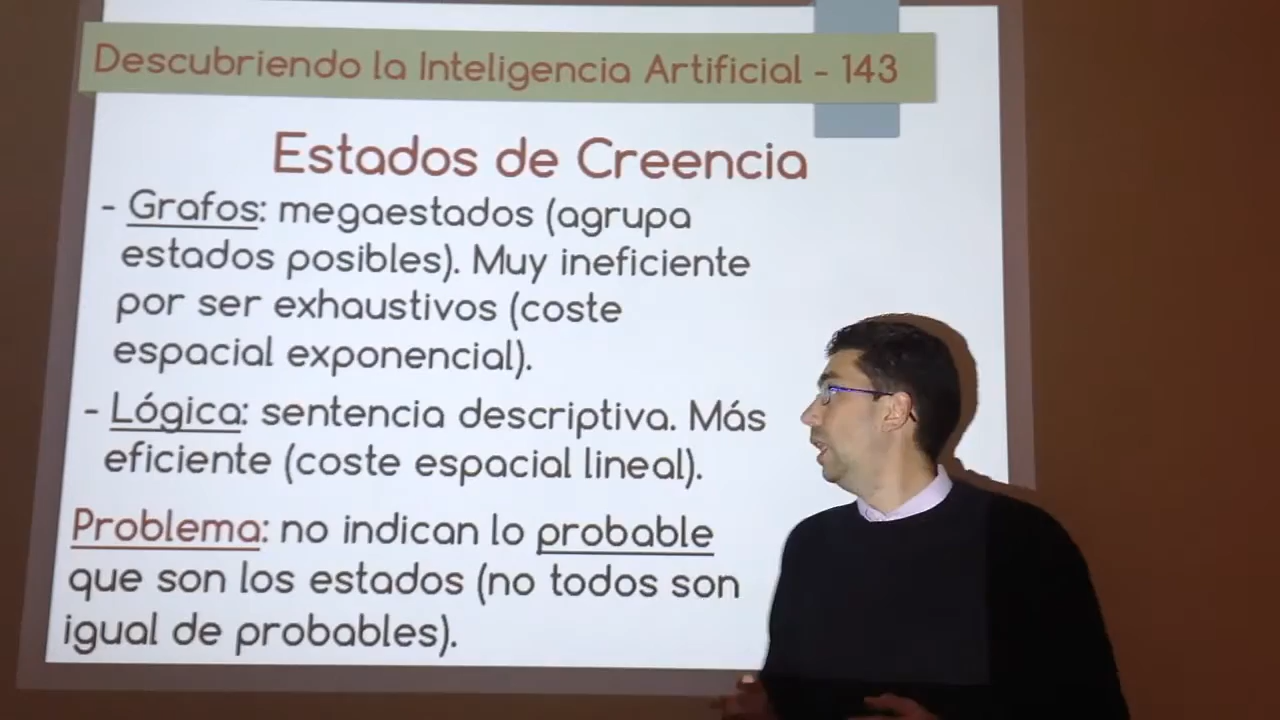 Descubriendo la Inteligencia Artificial - 143
Estados de Creencia
- Grafos: megaestados (agrupa
estados posibles). Muy ineficiente
por ser exhaustivos (coste
espacial exponencial).
- Lógica: sentencia descriptiva. Más
eficiente (coste espacial lineal).
Problema: no indican lo probable
que son los estados (no todos son
igual de probables).